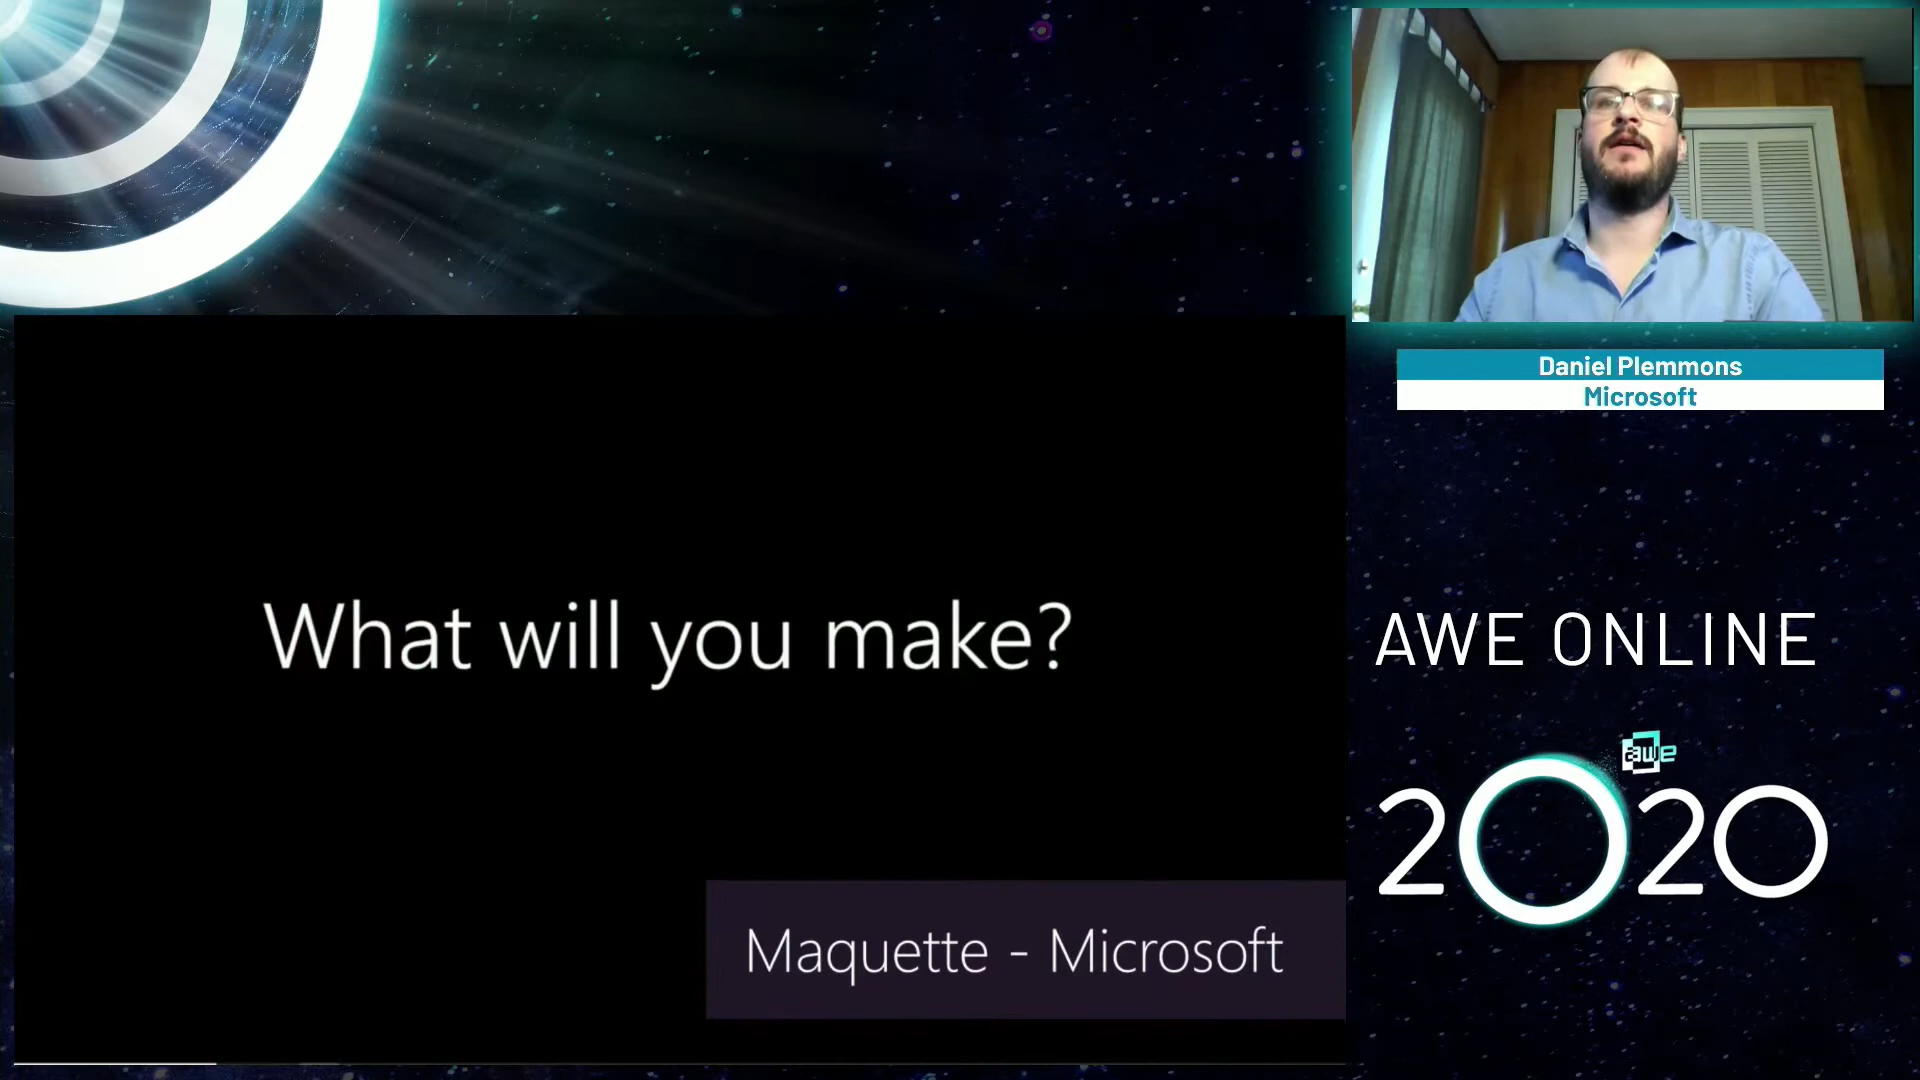 What will you make?
Maquette - Microsoft
Daniel Plemmons
Microsoft
AWE ONLINE
awe
2020